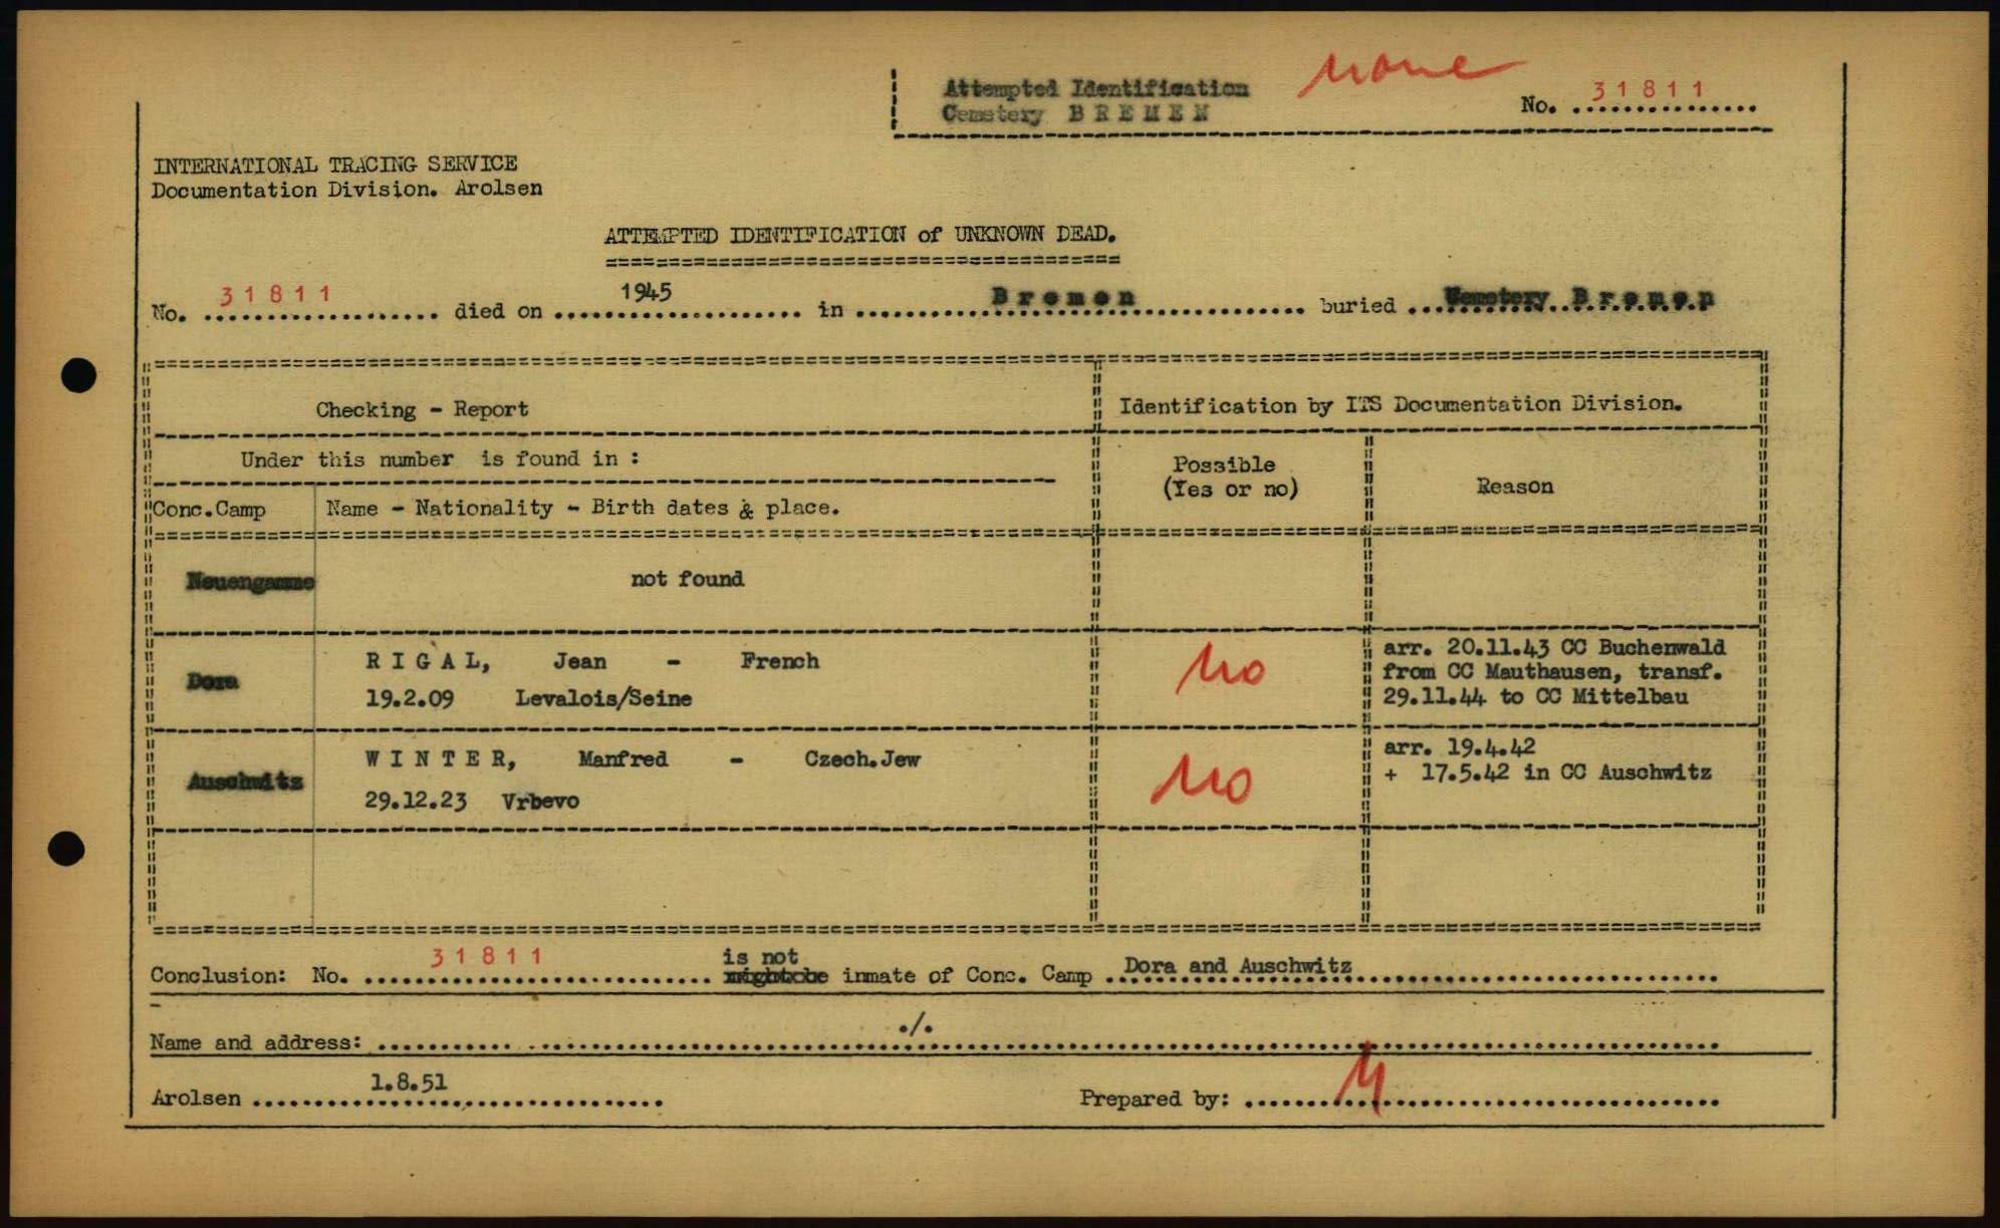 Attempted Identification
Cemetery BREMEN
none
No. 31811
INTERNATIONAL TRACING SERVICE
Documentation Division. Arolsen
ATTEMPTED IDENTIFICATION of UNKNOWN DEAD.
No. 31811 died on 1945 in Bremen buried Cemetery Bremen
Checking - Report
Identification by ITS Documentation Division.
Under this number is found in :
Possible
(Yes or no)
Reason
Conc.Camp
Name - Nationality - Birth dates & place.
Neuengamme
not found
Dora
RIGAL, Jean - French
19.2.09 Levalois/Seine
no
arr. 20.11.43 CC Buchenwald
from CC Mauthausen, transf.
29.11.44 to CC Mittelbau
Auschwitz
WINTER, Manfred - Czech.Jew
29.12.23 Vrbevo
no
arr. 19.4.42
+ 17.5.42 in CC Auschwitz
is not
Conclusion: No. 31811 inmate of Conc. Camp Dora and Auschwitz
Name and address: ./.
Arolsen 1.8.51
Prepared by: